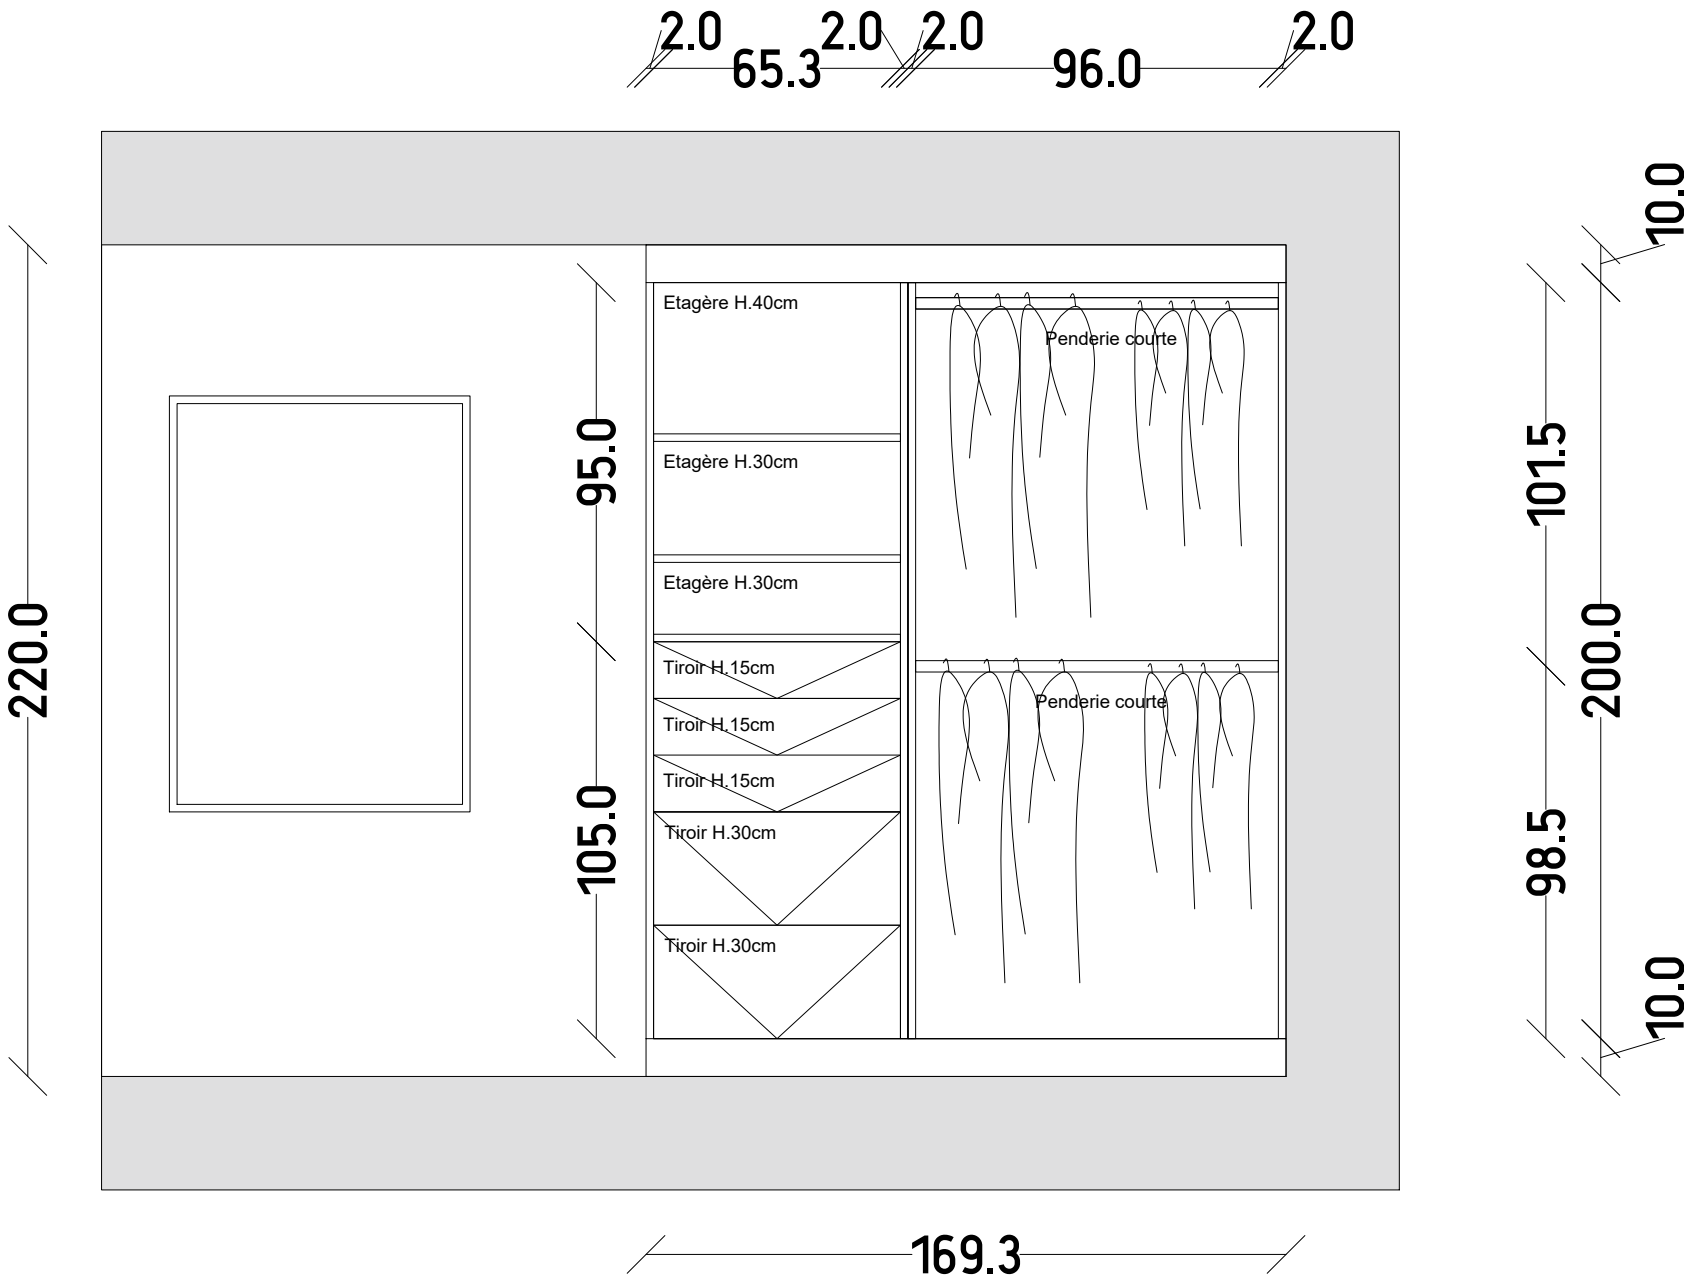 2.0
2.0
2.0
2.0
65.3
96.0
10.0
Etagère H.40cm
Penderie courte
95.0
101.5
Etagère H.30cm
Etagère H.30cm
220.0
200.0
Tiroir H.15cm
Penderie courte
Tiroir H.15cm
Tiroir H.15cm
105.0
98.5
Tiroir H.30cm
Tiroir H.30cm
10.0
169.3